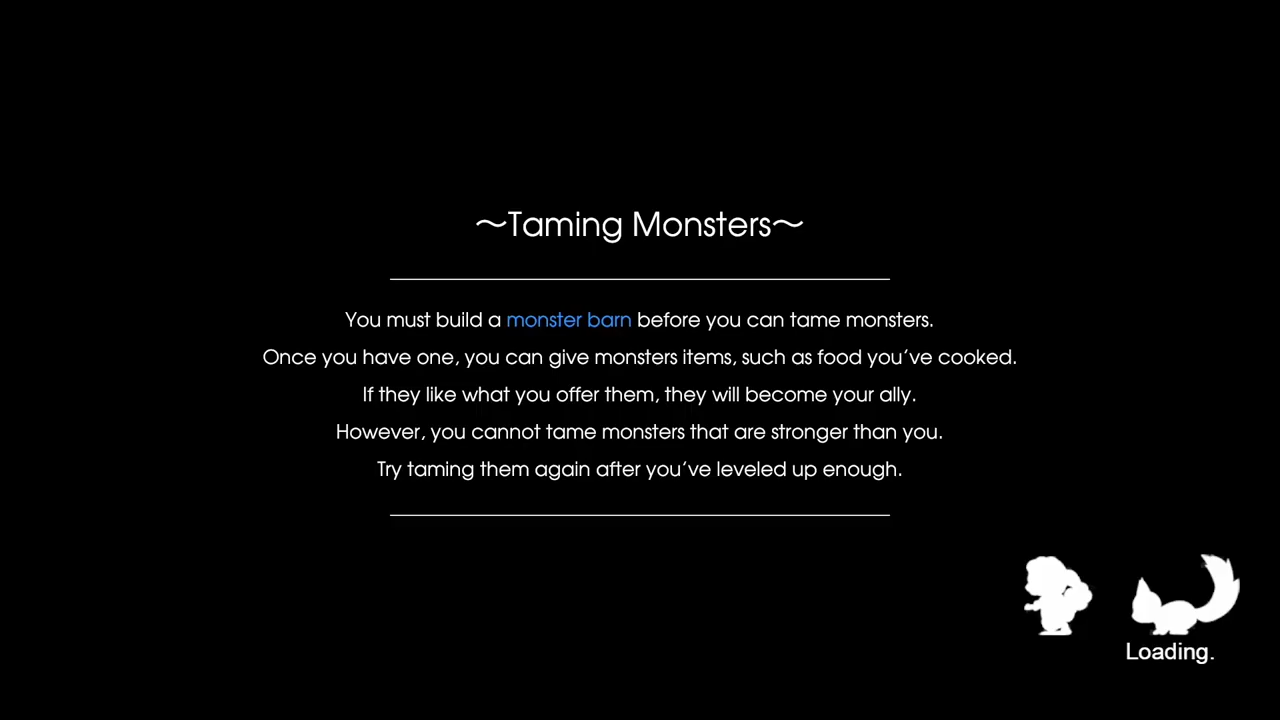 ～Taming Monsters～
You must build a monster barn before you can tame monsters.
Once you have one, you can give monsters items, such as food you've cooked.
If they like what you offer them, they will become your ally.
However, you cannot tame monsters that are stronger than you.
Try taming them again after you've leveled up enough.
Loading.